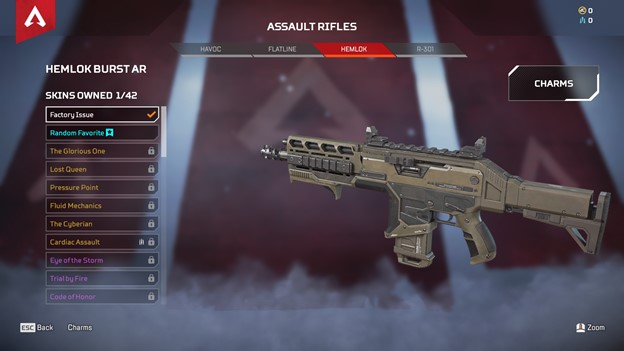 ASSAULT RIFLES
0
0
HAVOC FLATLINE HEMLOK R-301
HEMLOK BURST AR
CHARMS
SKINS OWNED 1/42
Factory Issue
Random Favorite
The Glorious One
Lost Queen
Pressure Point
Fluid Mechanics
The Cyberian
Cardiac Assault
Eye of the Storm
Trial by Fire
Code of Honor
ESC Back Charms Zoom